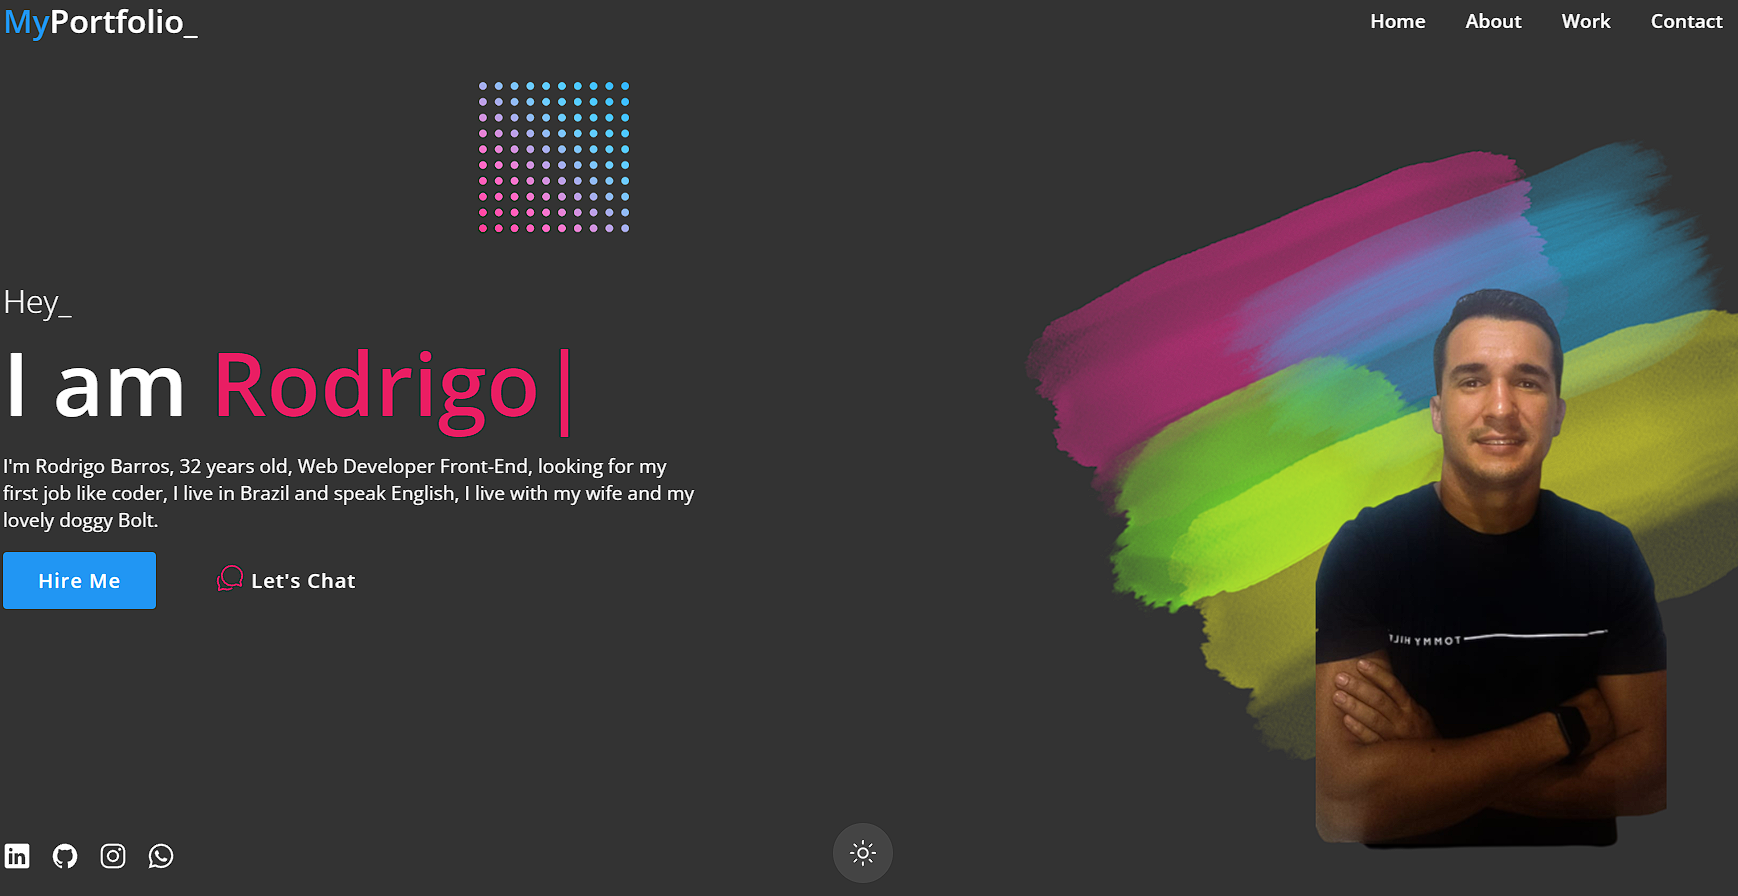 MyPortfolio_
Home About Work Contact
Hey_
I am Rodrigo|
I'm Rodrigo Barros, 32 years old, Web Developer Front-End, looking for my
first job like coder, I live in Brazil and speak English, I live with my wife and my
lovely doggy Bolt.
Hire Me
Let's Chat
TOMMY HILF
in